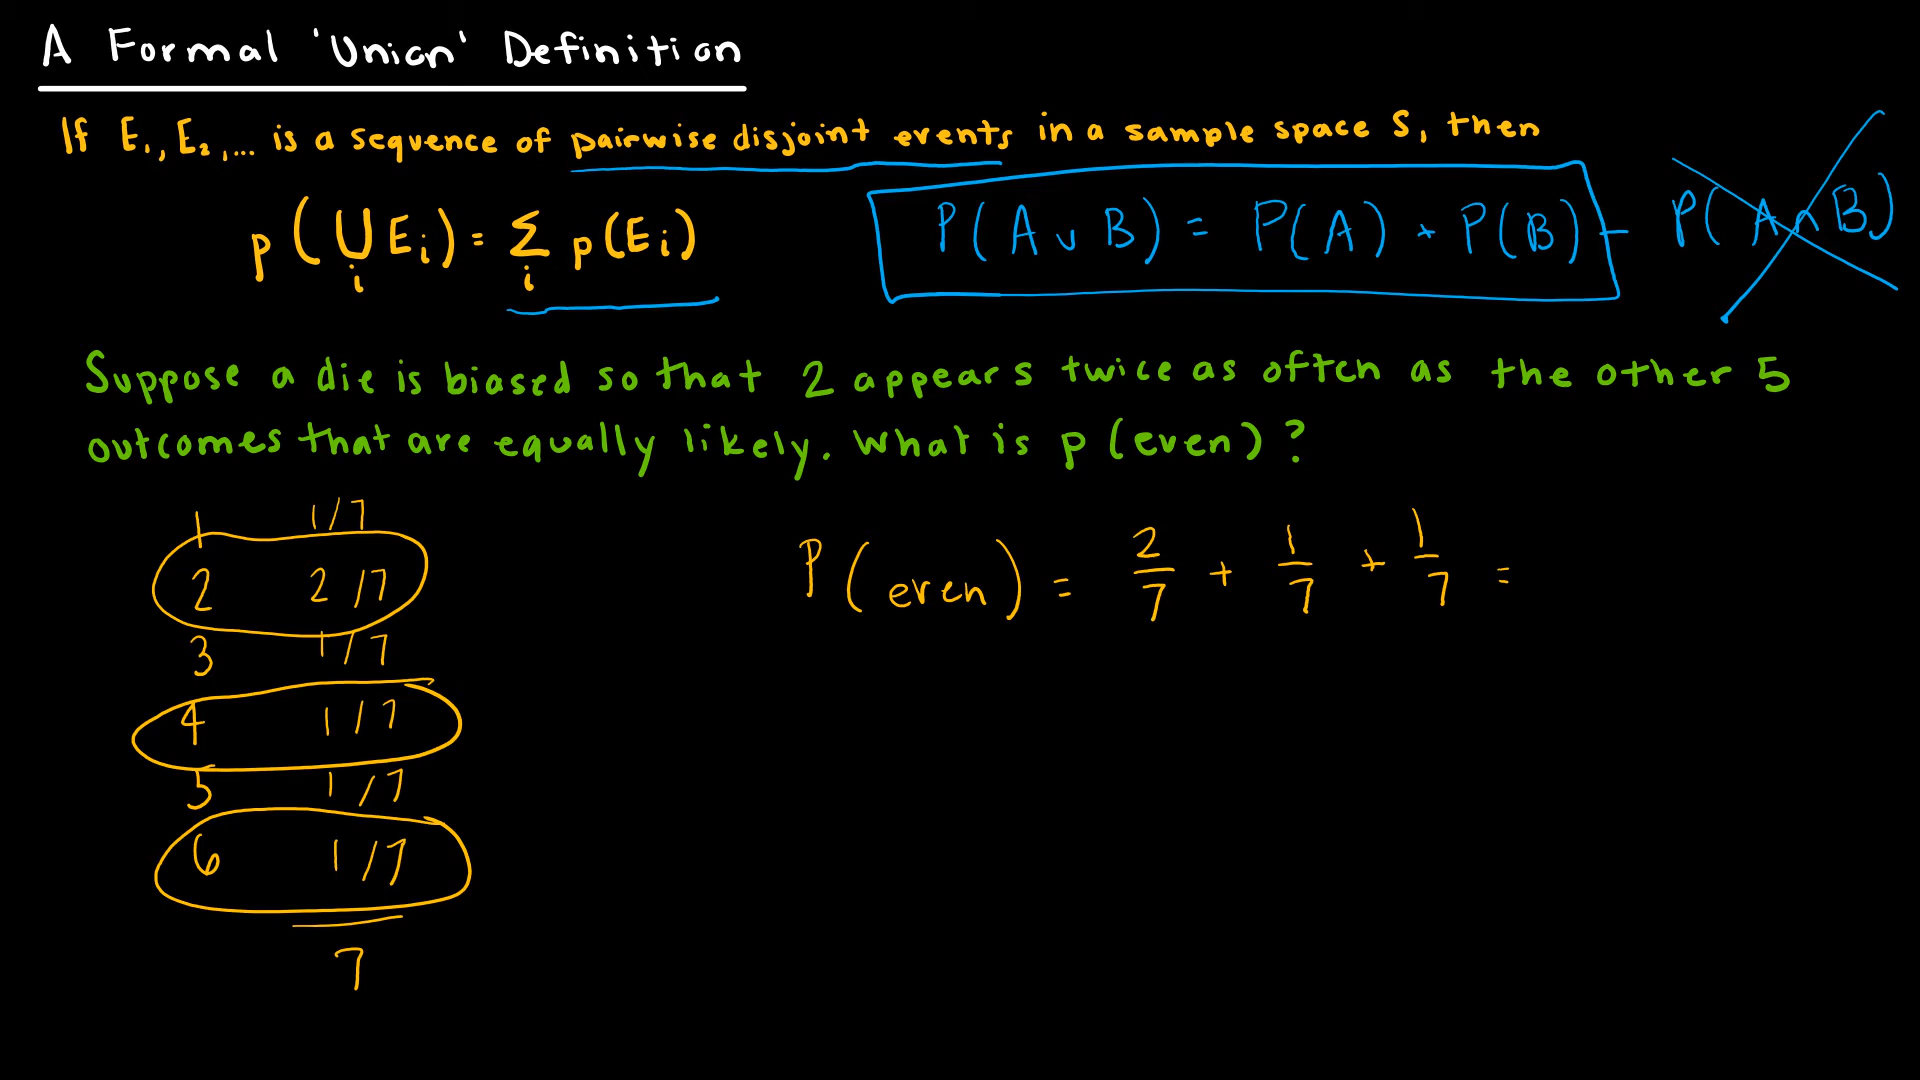 A Formal 'Union' Definition
If E₁, E₂, ... is a sequence of pairwise disjoint events in a sample space S, then
p(⋃ᵢ Eᵢ) = Σᵢ p(Eᵢ)
P(A ∪ B) = P(A) + P(B) - P(A ∩ B)
Suppose a die is biased so that 2 appears twice as often as the other 5
outcomes that are equally likely. What is p(even)?
1 1/7
2 2/7
3 1/7
4 1/7
5 1/7
6 1/7
7
P(even) = 2/7 + 1/7 + 1/7 =